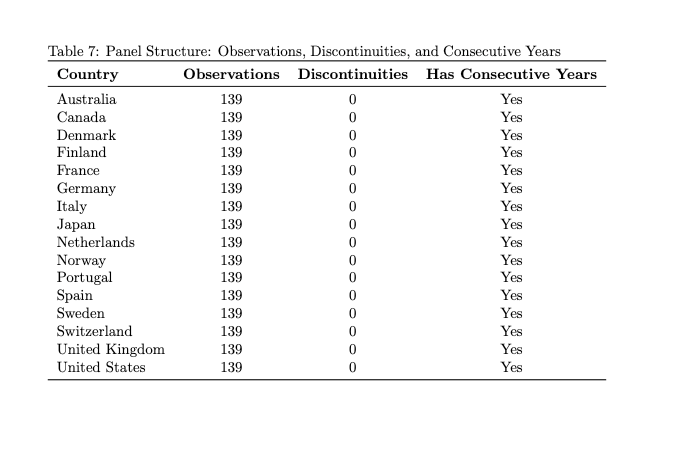 Table 7: Panel Structure: Observations, Discontinuities, and Consecutive Years
Country Observations Discontinuities Has Consecutive Years
Australia 139 0 Yes
Canada 139 0 Yes
Denmark 139 0 Yes
Finland 139 0 Yes
France 139 0 Yes
Germany 139 0 Yes
Italy 139 0 Yes
Japan 139 0 Yes
Netherlands 139 0 Yes
Norway 139 0 Yes
Portugal 139 0 Yes
Spain 139 0 Yes
Sweden 139 0 Yes
Switzerland 139 0 Yes
United Kingdom 139 0 Yes
United States 139 0 Yes